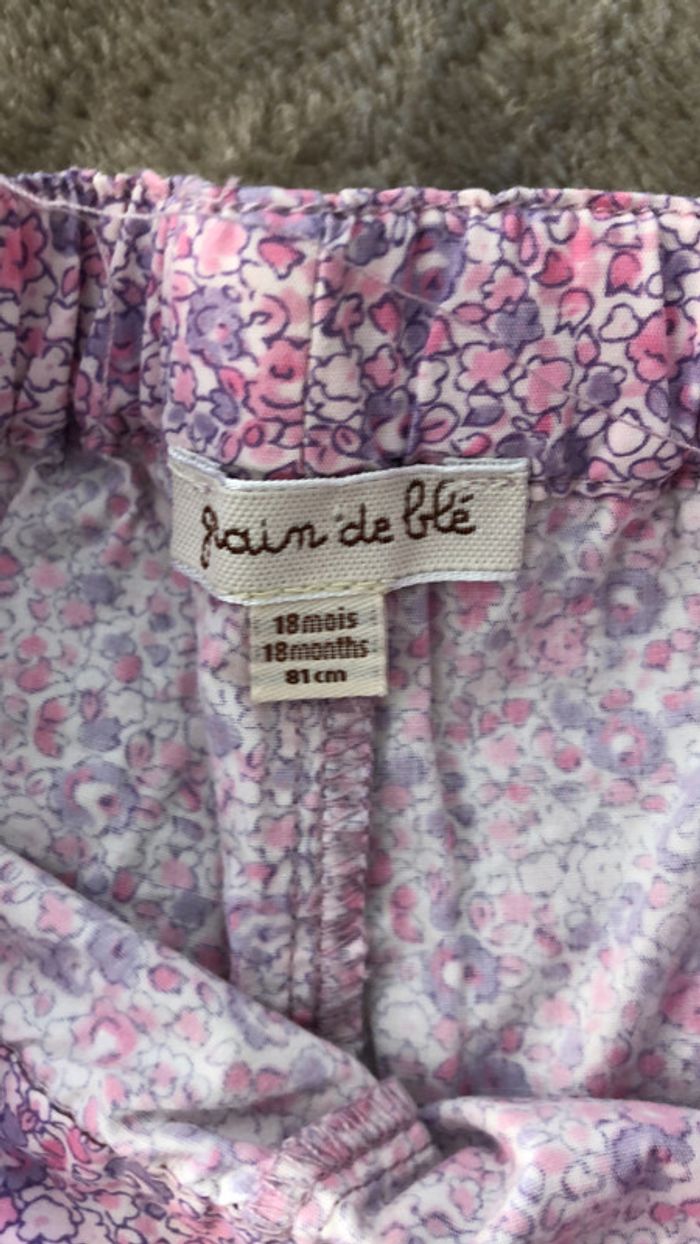 grain de blé
18 mois
18 months
81 cm